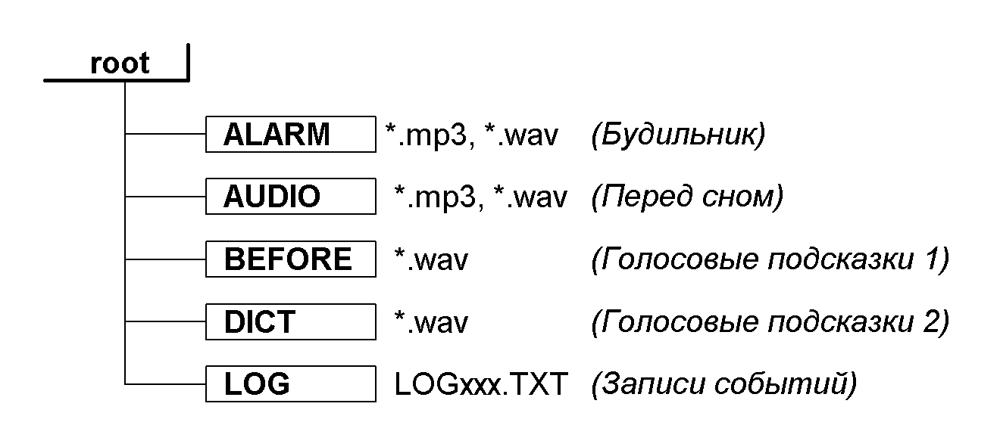 root
ALARM *.mp3, *.wav (Будильник)
AUDIO *.mp3, *.wav (Перед сном)
BEFORE *.wav (Голосовые подсказки 1)
DICT *.wav (Голосовые подсказки 2)
LOG LOGxxx.TXT (Записи событий)